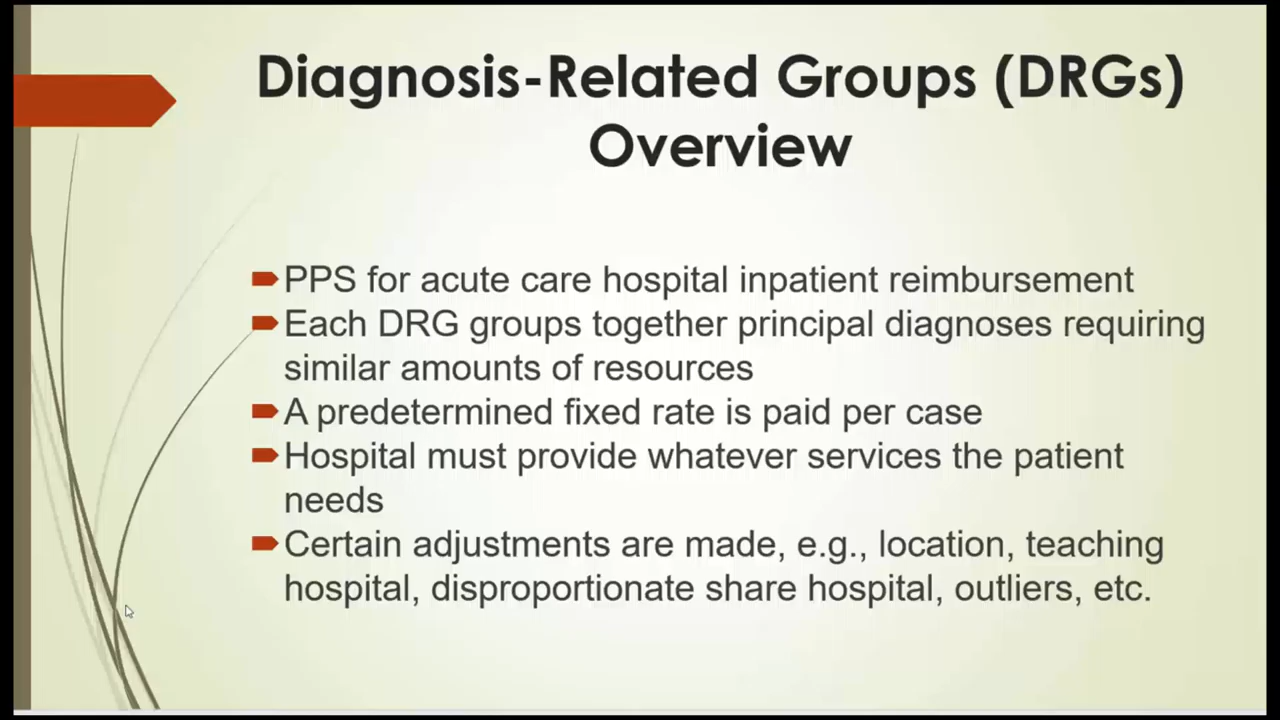 Diagnosis-Related Groups (DRGs)
Overview
PPS for acute care hospital inpatient reimbursement
Each DRG groups together principal diagnoses requiring
similar amounts of resources
A predetermined fixed rate is paid per case
Hospital must provide whatever services the patient
needs
Certain adjustments are made, e.g., location, teaching
hospital, disproportionate share hospital, outliers, etc.